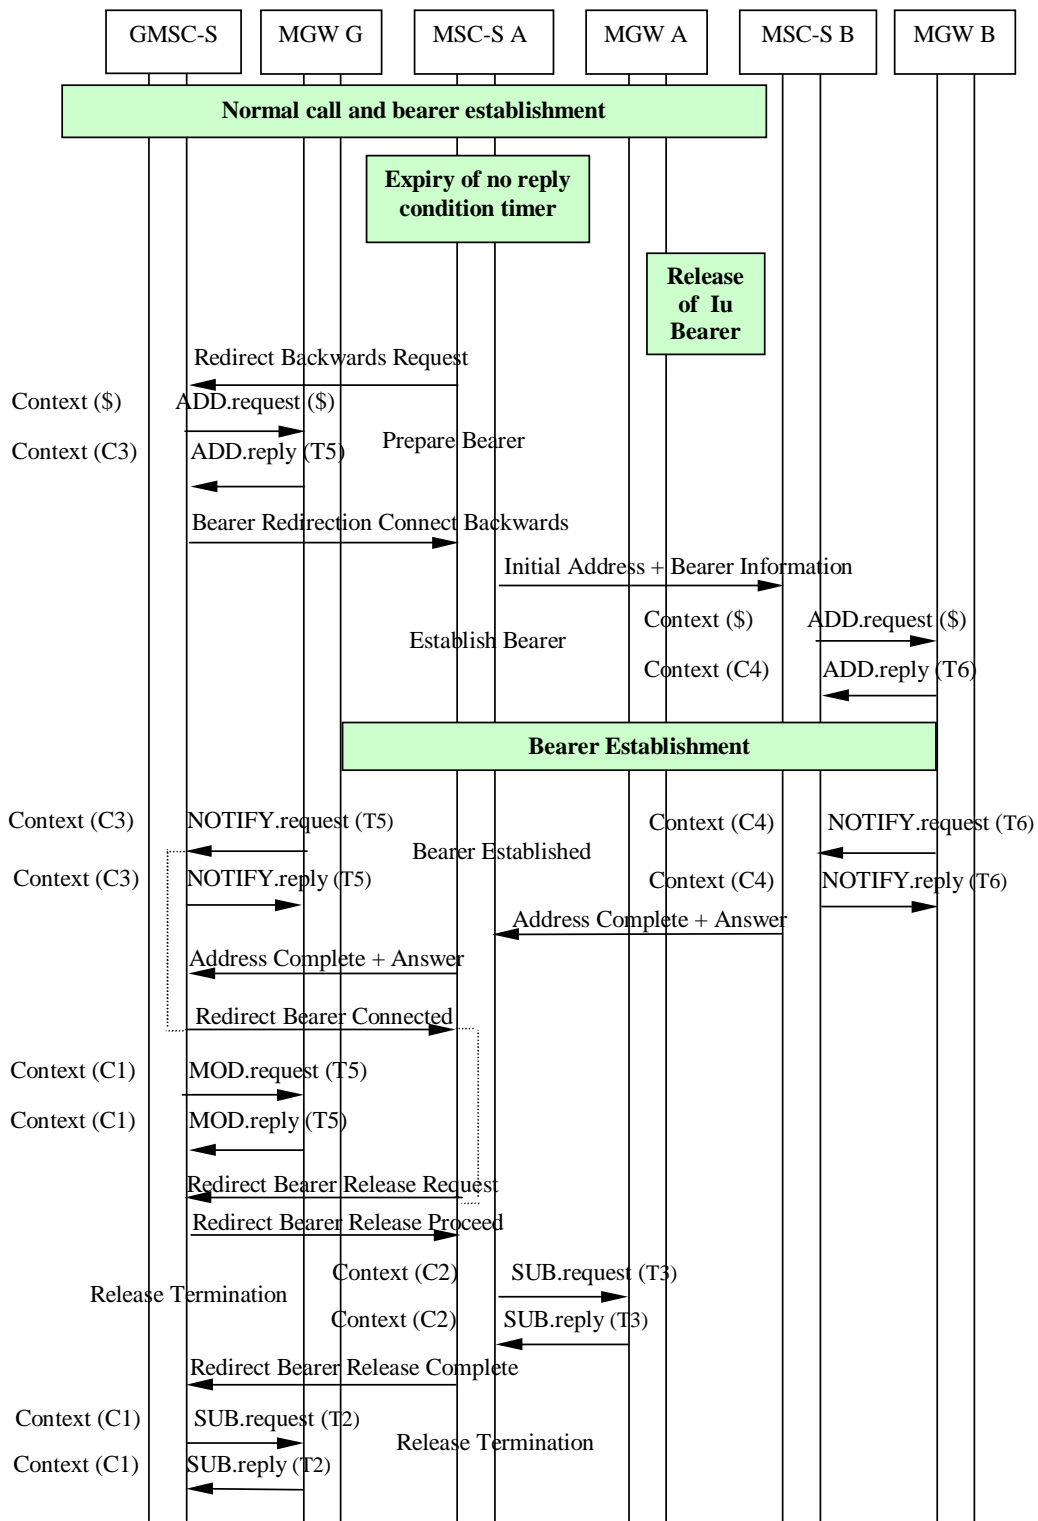 GMSC-S MGW G MSC-S A MGW A MSC-S B MGW B
Normal call and bearer establishment
Expiry of no reply
condition timer
Release
of Iu
Bearer
Redirect Backwards Request
Context ($) ADD.request ($)
Prepare Bearer
Context (C3) ADD.reply (T5)
Bearer Redirection Connect Backwards
Initial Address + Bearer Information
Context ($) ADD.request ($)
Establish Bearer
Context (C4) ADD.reply (T6)
Bearer Establishment
Context (C3) NOTIFY.request (T5) Context (C4) NOTIFY.request (T6)
Bearer Established
Context (C3) NOTIFY.reply (T5) Context (C4) NOTIFY.reply (T6)
Address Complete + Answer
Address Complete + Answer
Redirect Bearer Connected
Context (C1) MOD.request (T5)
Context (C1) MOD.reply (T5)
Redirect Bearer Release Request
Redirect Bearer Release Proceed
Context (C2) SUB.request (T3)
Release Termination
Context (C2) SUB.reply (T3)
Redirect Bearer Release Complete
Context (C1) SUB.request (T2)
Release Termination
Context (C1) SUB.reply (T2)